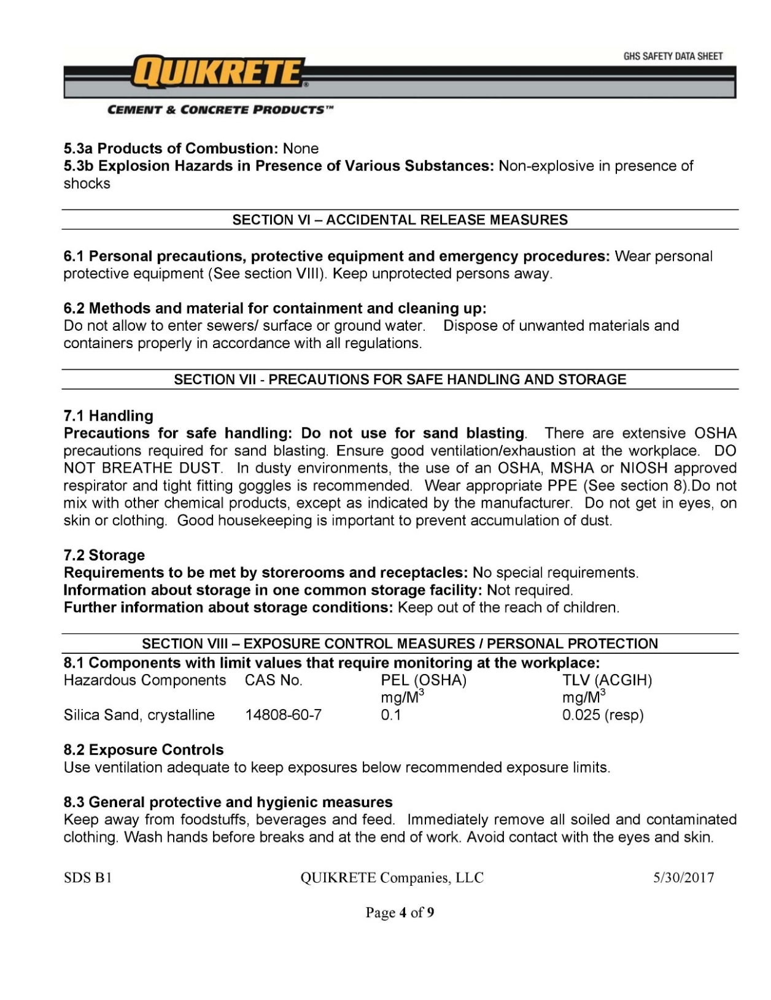 GHS SAFETY DATA SHEET
QUIKRETE®
CEMENT & CONCRETE PRODUCTS™
5.3a Products of Combustion: None
5.3b Explosion Hazards in Presence of Various Substances: Non-explosive in presence of
shocks
SECTION VI – ACCIDENTAL RELEASE MEASURES
6.1 Personal precautions, protective equipment and emergency procedures: Wear personal
protective equipment (See section VIII). Keep unprotected persons away.
6.2 Methods and material for containment and cleaning up:
Do not allow to enter sewers/ surface or ground water. Dispose of unwanted materials and
containers properly in accordance with all regulations.
SECTION VII - PRECAUTIONS FOR SAFE HANDLING AND STORAGE
7.1 Handling
Precautions for safe handling: Do not use for sand blasting. There are extensive OSHA
precautions required for sand blasting. Ensure good ventilation/exhaustion at the workplace. DO
NOT BREATHE DUST. In dusty environments, the use of an OSHA, MSHA or NIOSH approved
respirator and tight fitting goggles is recommended. Wear appropriate PPE (See section 8).Do not
mix with other chemical products, except as indicated by the manufacturer. Do not get in eyes, on
skin or clothing. Good housekeeping is important to prevent accumulation of dust.
7.2 Storage
Requirements to be met by storerooms and receptacles: No special requirements.
Information about storage in one common storage facility: Not required.
Further information about storage conditions: Keep out of the reach of children.
SECTION VIII – EXPOSURE CONTROL MEASURES / PERSONAL PROTECTION
8.1 Components with limit values that require monitoring at the workplace:
Hazardous Components CAS No. PEL (OSHA) TLV (ACGIH)
mg/M³ mg/M³
Silica Sand, crystalline 14808-60-7 0.1 0.025 (resp)
8.2 Exposure Controls
Use ventilation adequate to keep exposures below recommended exposure limits.
8.3 General protective and hygienic measures
Keep away from foodstuffs, beverages and feed. Immediately remove all soiled and contaminated
clothing. Wash hands before breaks and at the end of work. Avoid contact with the eyes and skin.
SDS B1 QUIKRETE Companies, LLC 5/30/2017
Page 4 of 9